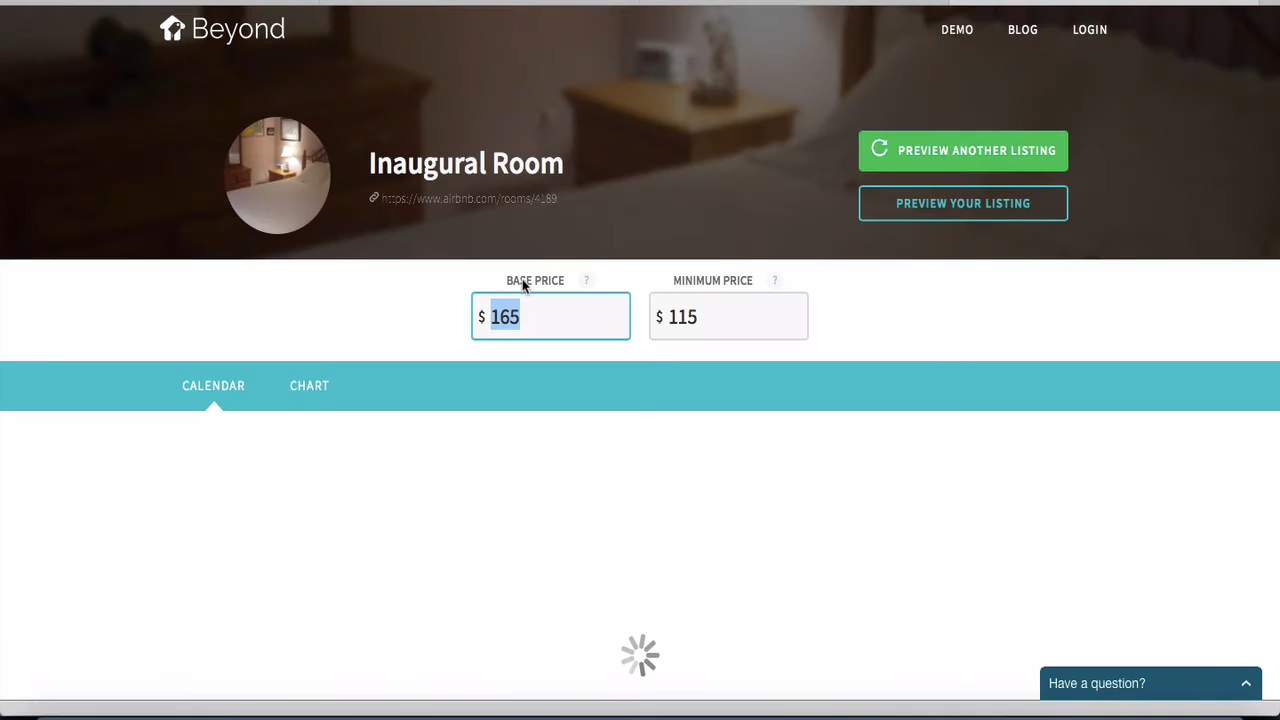 Beyond
DEMO BLOG LOGIN
Inaugural Room
https://www.airbnb.com/rooms/4189
PREVIEW ANOTHER LISTING
PREVIEW YOUR LISTING
BASE PRICE ? MINIMUM PRICE ?
$ 165 $ 115
CALENDAR CHART
Have a question?